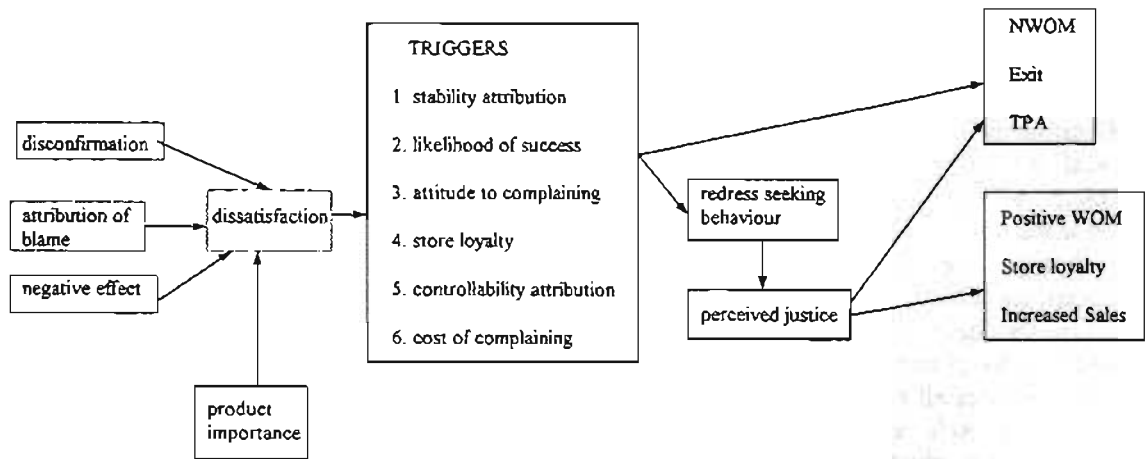 disconfirmation
attribution of
blame
negative effect
product
importance
dissatisfaction
TRIGGERS
1 stability attribution
2. likelihood of success
3. attitude to complaining
4. store loyalty
5. controllability attribution
6. cost of complaining
redress seeking
behaviour
perceived justice
NWOM
Exit
TPA
Positive WOM
Store loyalty
Increased Sales